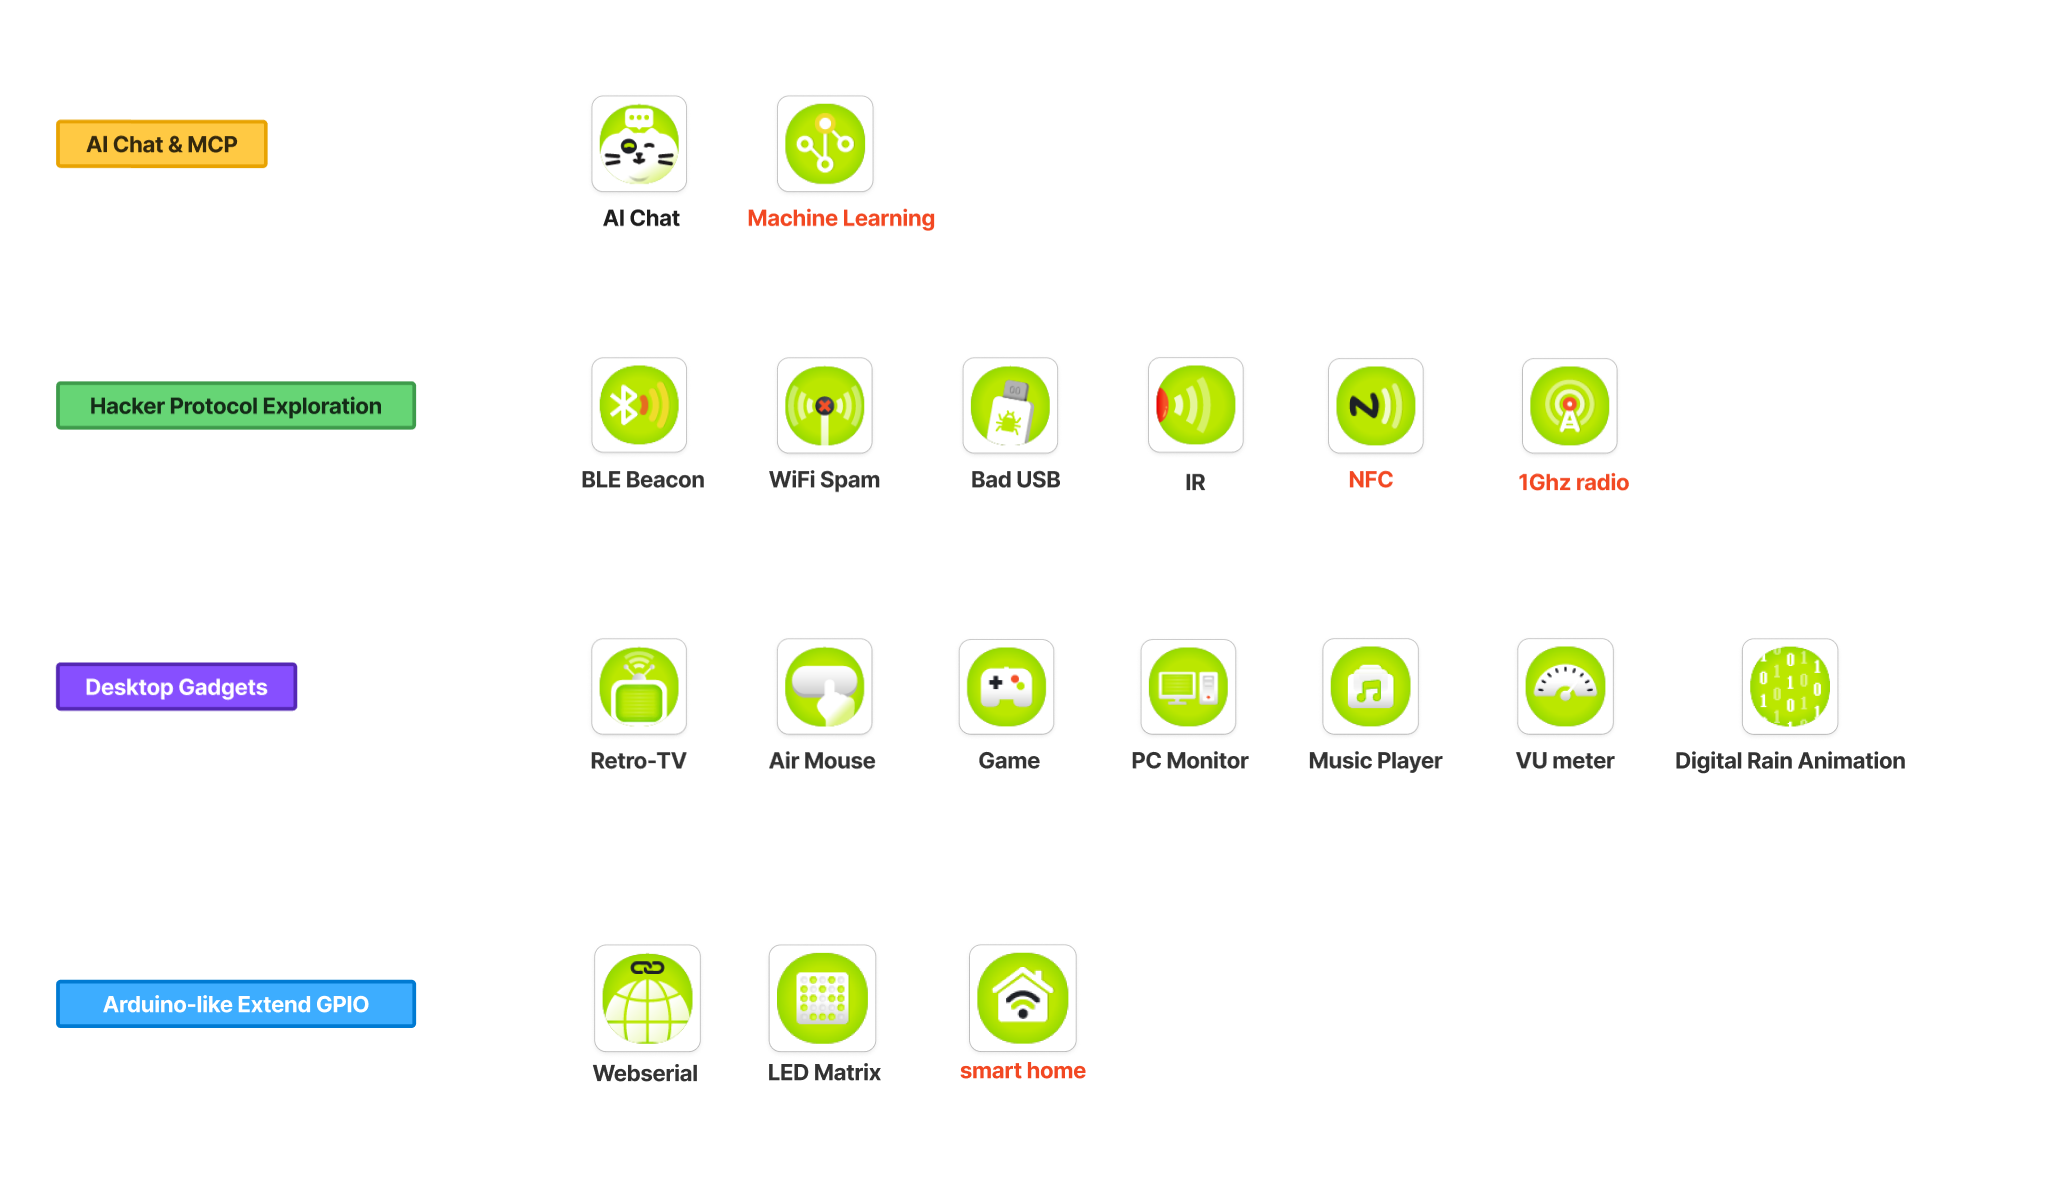 AI Chat & MCP
AI Chat
Machine Learning
Hacker Protocol Exploration
BLE Beacon
WiFi Spam
Bad USB
IR
NFC
1Ghz radio
Desktop Gadgets
Retro-TV
Air Mouse
Game
PC Monitor
Music Player
VU meter
Digital Rain Animation
Arduino-like Extend GPIO
Webserial
LED Matrix
smart home